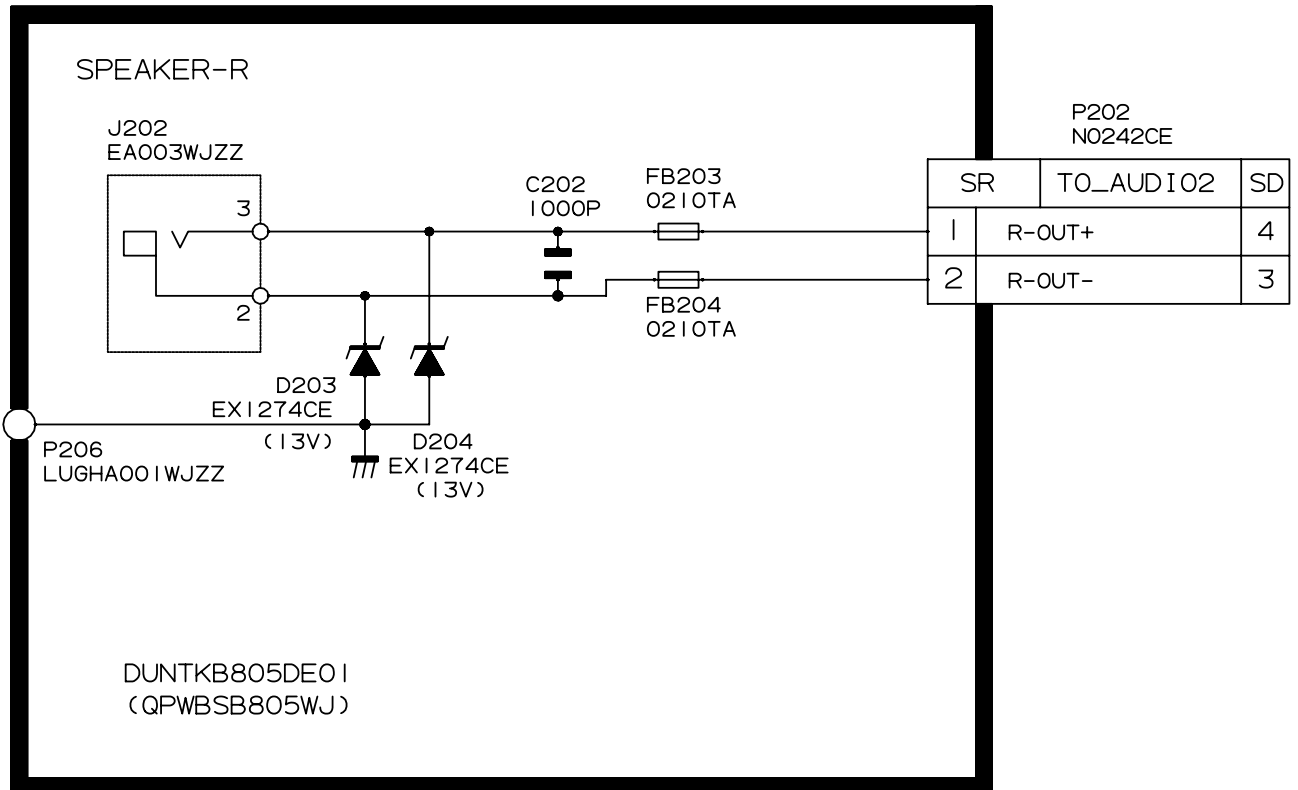 SPEAKER-R
J202
EA003WJZZ
3
2
C202
1000P
FB203
0210TA
FB204
0210TA
P202
N0242CE
SR TO_AUDIO2 SD
1 R-OUT+ 4
2 R-OUT- 3
D203
EX1274CE
(13V)
D204
EX1274CE
(13V)
P206
LUGHA001WJZZ
DUNTKB805DE01
(QPWBSB805WJ)